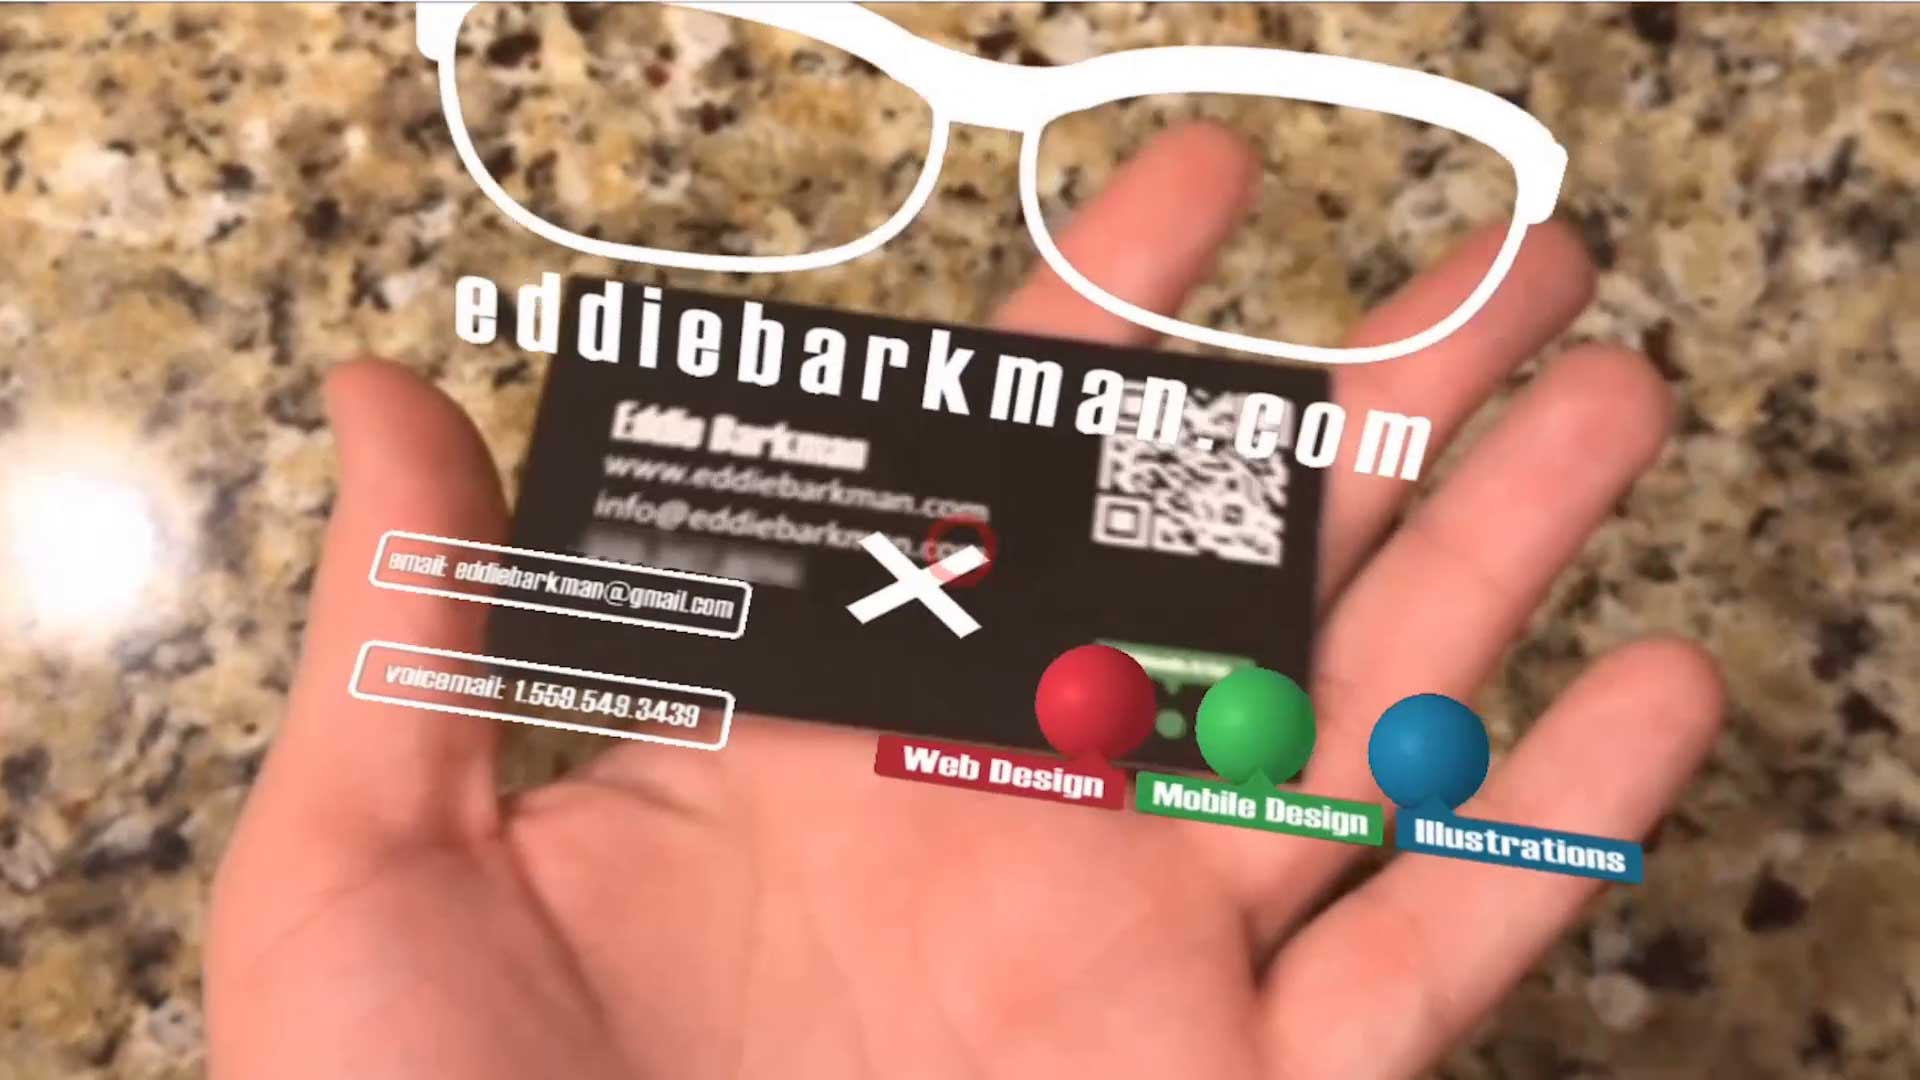 eddiebarkman.com
Eddie Barkman
www.eddiebarkman.com
info@eddiebarkman.com
email: eddiebarkman@gmail.com
voicemail: 1.559.549.3439
Web Design
Mobile Design
Illustrations